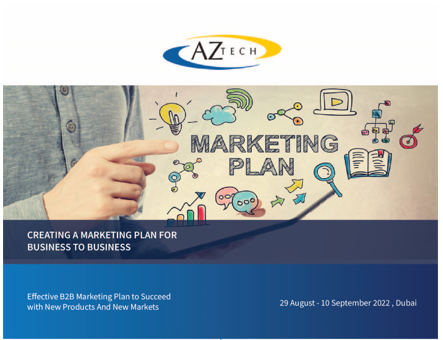 AZTECH
MARKETING
PLAN
CREATING A MARKETING PLAN FOR
BUSINESS TO BUSINESS
Effective B2B Marketing Plan to Succeed
with New Products And New Markets
29 August - 10 September 2022 , Dubai